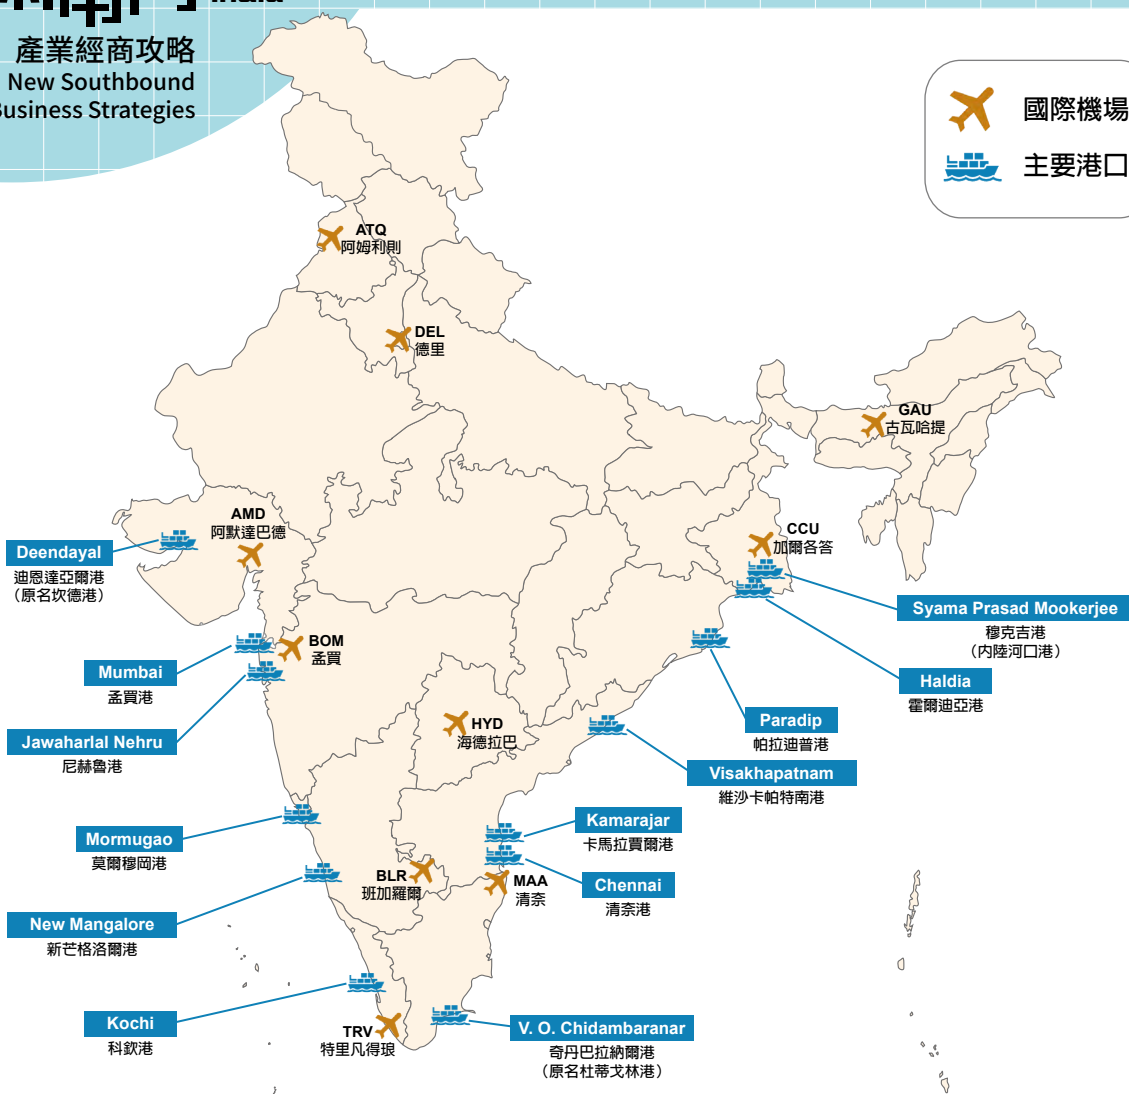 India
產業經商攻略
New Southbound
Business Strategies
國際機場
主要港口
ATQ
阿姆利則
DEL
德里
GAU
古瓦哈提
AMD
阿默達巴德
CCU
加爾各答
Deendayal
迪恩達亞爾港
（原名坎德港）
Syama Prasad Mookerjee
穆克吉港
（内陸河口港）
BOM
孟買
Mumbai
孟買港
Haldia
霍爾迪亞港
Jawaharlal Nehru
尼赫魯港
HYD
海德拉巴
Paradip
帕拉迪普港
Visakhapatnam
維沙卡帕特南港
Mormugao
莫爾穆岡港
Kamarajar
卡馬拉賈爾港
BLR
班加羅爾
MAA
清奈
Chennai
清奈港
New Mangalore
新芒格洛爾港
Kochi
科欽港
TRV
特里凡得琅
V. O. Chidambaranar
奇丹巴拉納爾港
（原名杜蒂戈林港）